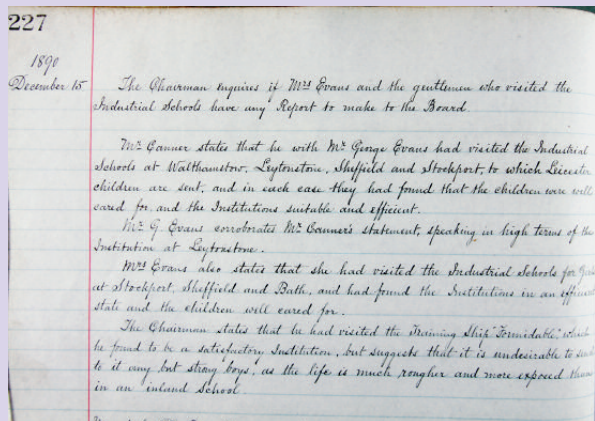 227
1890
December 15 The Chairman inquires if Mrs Evans and the gentlemen who visited the
Industrial Schools have any Report to make to the Board.
Mr Canner states that he with Mr George Evans had visited the Industrial
Schools at Walthamstow, Leytonstone, Sheffield and Stockport, to which Leicester
children are sent, and in each case they had found that the children were well
cared for and the Institutions suitable and efficient.
Mr G. Evans corroborates Mr Canner's statement, speaking in high terms of the
Institution at Leytonstone.
Mrs Evans also states that she had visited the Industrial Schools for Girls
at Stockport, Sheffield and Bath, and had found the Institutions in an efficient
state and the children well cared for.
The Chairman states that he had visited the Training Ship "Formidable", which
he found to be a satisfactory Institution, but suggests that it is undesirable to send
to it any but strong boys, as the life is much rougher and more exposed than
in an inland School.